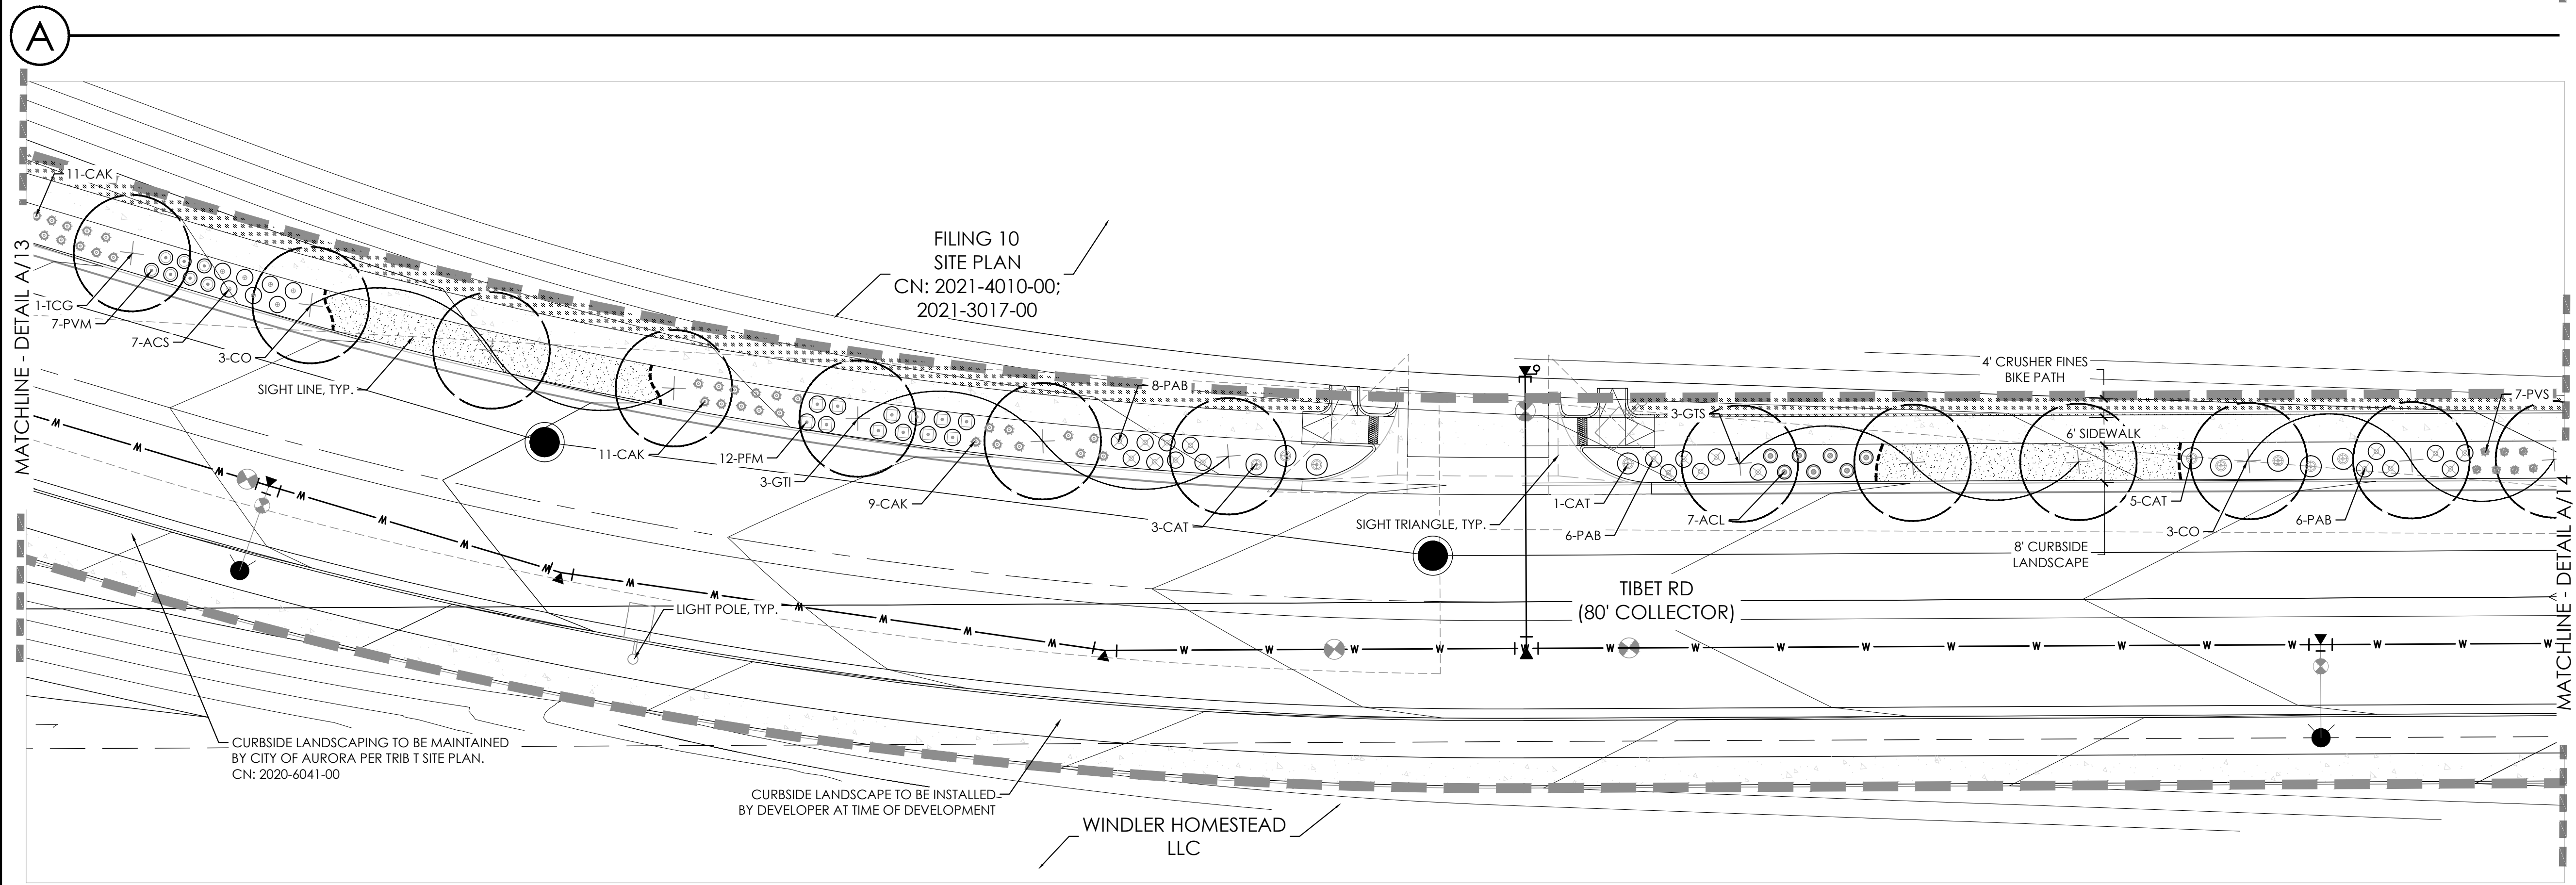 A
MATCHLINE - DETAIL A/13
11-CAK
1-TCG
7-PVM
7-ACS
3-CO
SIGHT LINE, TYP.
FILING 10
SITE PLAN
CN: 2021-4010-00;
2021-3017-00
11-CAK
12-PFM
3-GTI
9-CAK
8-PAB
3-CAT
SIGHT TRIANGLE, TYP.
1-CAT
6-PAB
3-GTS
7-ACL
4' CRUSHER FINES
BIKE PATH
6' SIDEWALK
8' CURBSIDE
LANDSCAPE
5-CAT
3-CO
6-PAB
7-PVS
MATCHLINE - DETAIL A/14
TIBET RD
(80' COLLECTOR)
LIGHT POLE, TYP.
W W W W W W W W W W W W W W W W W W W W W W W W W W W W
CURBSIDE LANDSCAPING TO BE MAINTAINED
BY CITY OF AURORA PER TRIB T SITE PLAN.
CN: 2020-6041-00
CURBSIDE LANDSCAPE TO BE INSTALLED
BY DEVELOPER AT TIME OF DEVELOPMENT
WINDLER HOMESTEAD
LLC